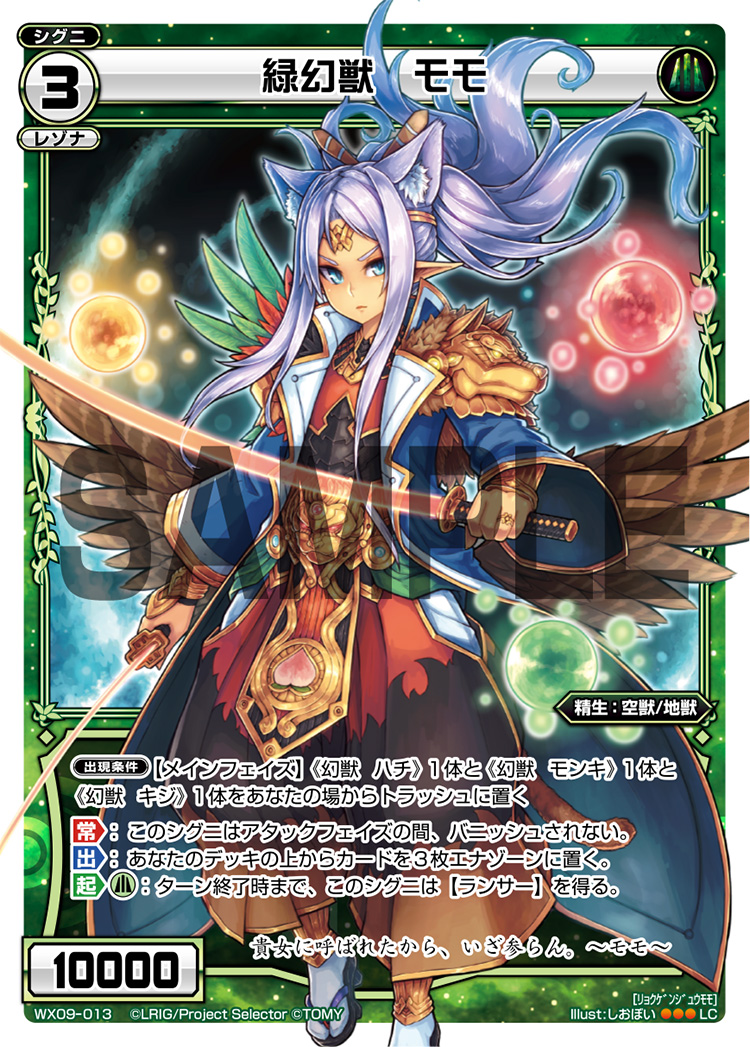 シグニ
3
緑幻獣 モモ
レゾナ
SAMPLE
精生:空獣/地獣
出現条件【メインフェイズ】《幻獣 ハチ》1体と《幻獣 モンキ》1体と
《幻獣 キジ》1体をあなたの場からトラッシュに置く
常:このシグニはアタックフェイズの間、バニッシュされない。
出:あなたのデッキの上からカードを3枚エナゾーンに置く。
起:ターン終了時まで、このシグニは【ランサー】を得る。
貴女に呼ばれたから、いざ参らん。~モモ~
10000
[リョクゲンジュウモモ]
WX09-013 ©LRIG/Project Selector ©TOMY
Illust:しおぼい LC